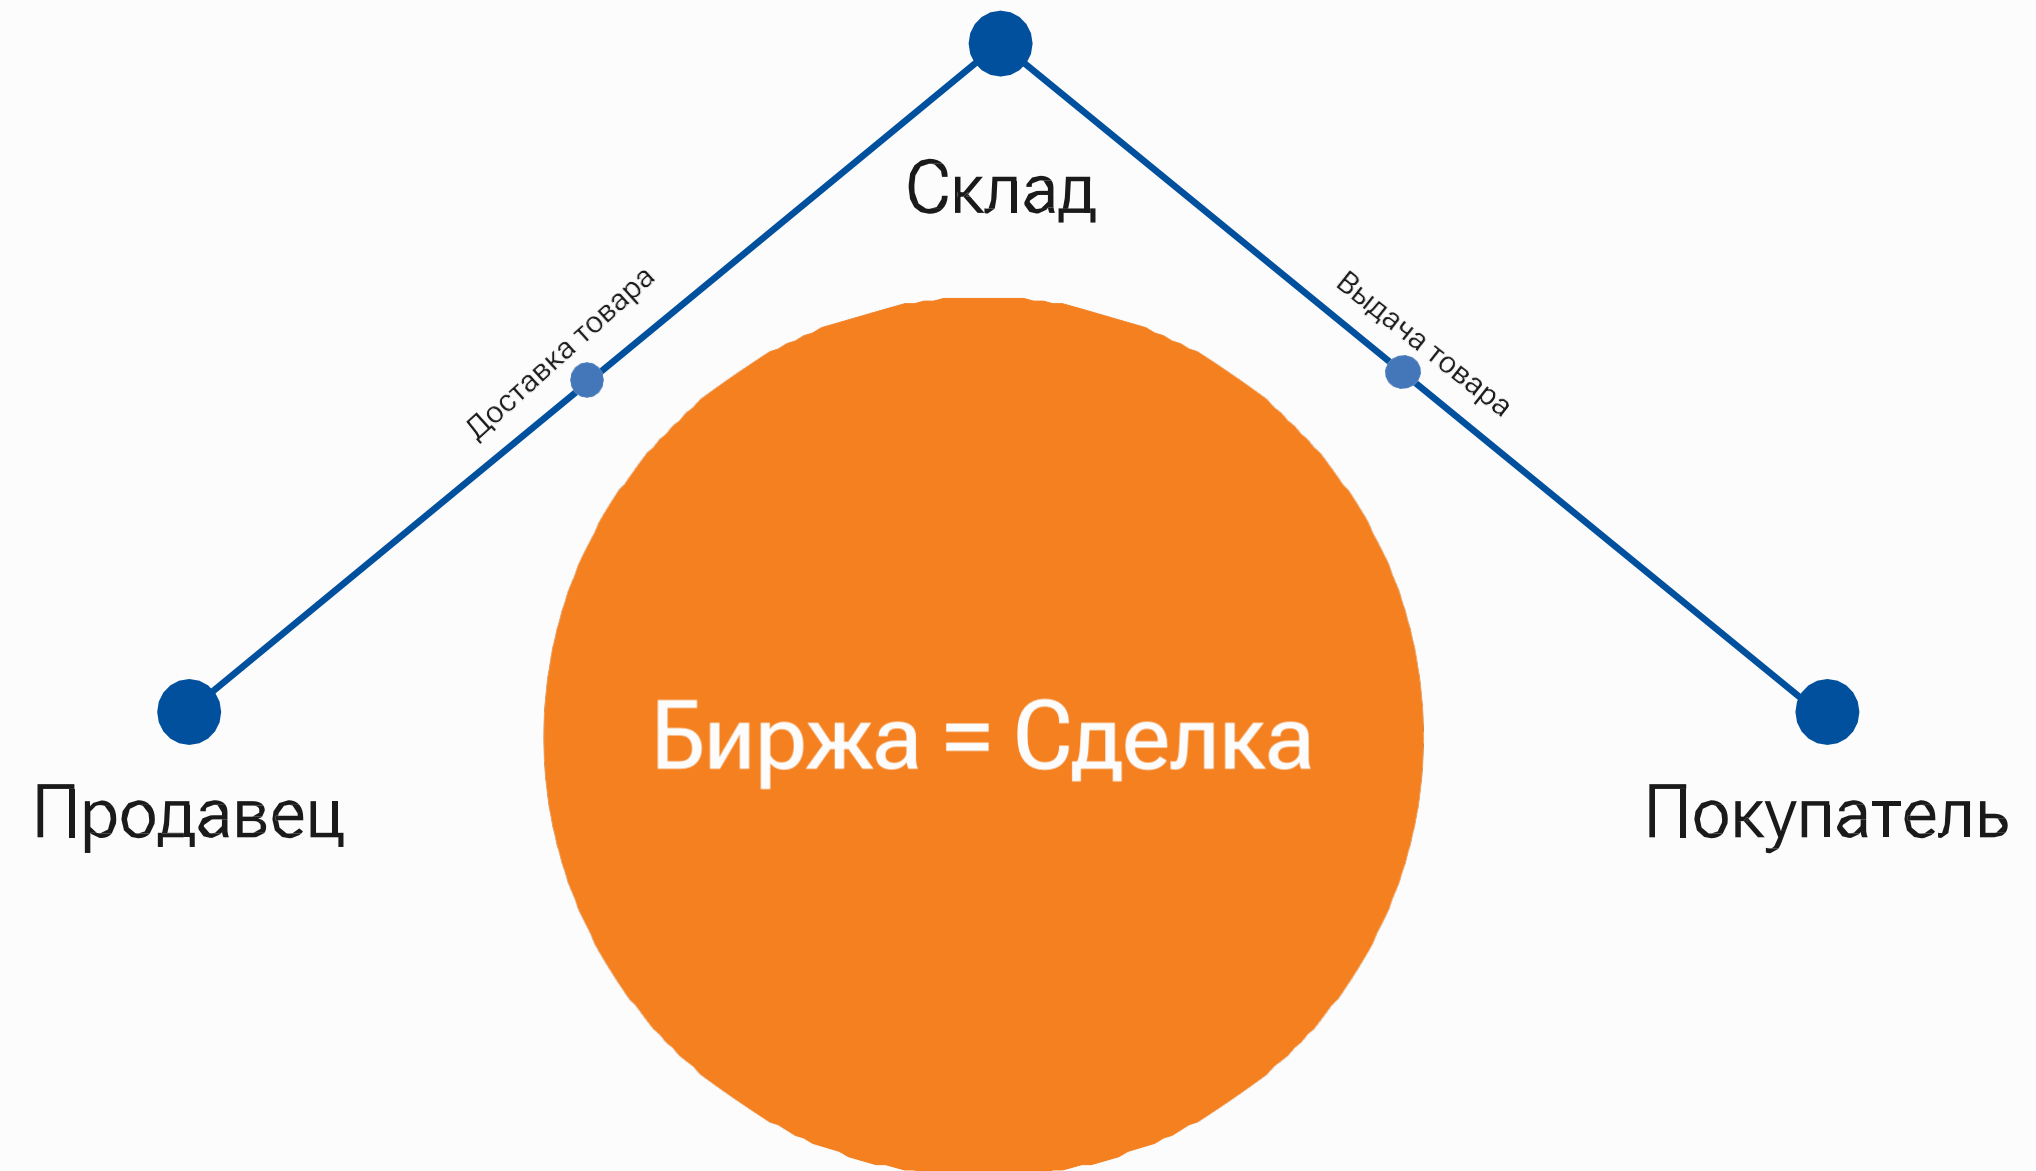 Склад
Доставка товара
Выдача товара
Биржа = Сделка
Продавец
Покупатель